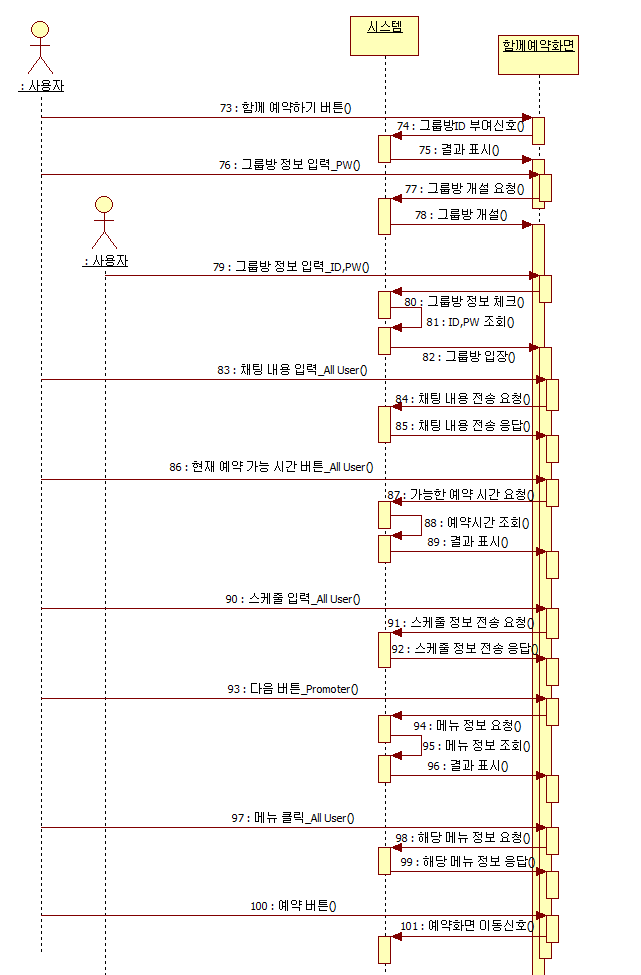 시스템
함께예약화면
: 사용자
73 : 함께 예약하기 버튼()
74 : 그룹방ID 부여신호()
75 : 결과 표시()
76 : 그룹방 정보 입력_PW()
77 : 그룹방 개설 요청()
78 : 그룹방 개설()
: 사용자
79 : 그룹방 정보 입력_ID,PW()
80 : 그룹방 정보 체크()
81 : ID,PW 조회()
82 : 그룹방 입장()
83 : 채팅 내용 입력_All User()
84 : 채팅 내용 전송 요청()
85 : 채팅 내용 전송 응답()
86 : 현재 예약 가능 시간 버튼_All User()
87 : 가능한 예약 시간 요청()
88 : 예약시간 조회()
89 : 결과 표시()
90 : 스케줄 입력_All User()
91 : 스케줄 정보 전송 요청()
92 : 스케줄 정보 전송 응답()
93 : 다음 버튼_Promoter()
94 : 메뉴 정보 요청()
95 : 메뉴 정보 조회()
96 : 결과 표시()
97 : 메뉴 클릭_All User()
98 : 해당 메뉴 정보 요청()
99 : 해당 메뉴 정보 응답()
100 : 예약 버튼()
101 : 예약화면 이동신호()